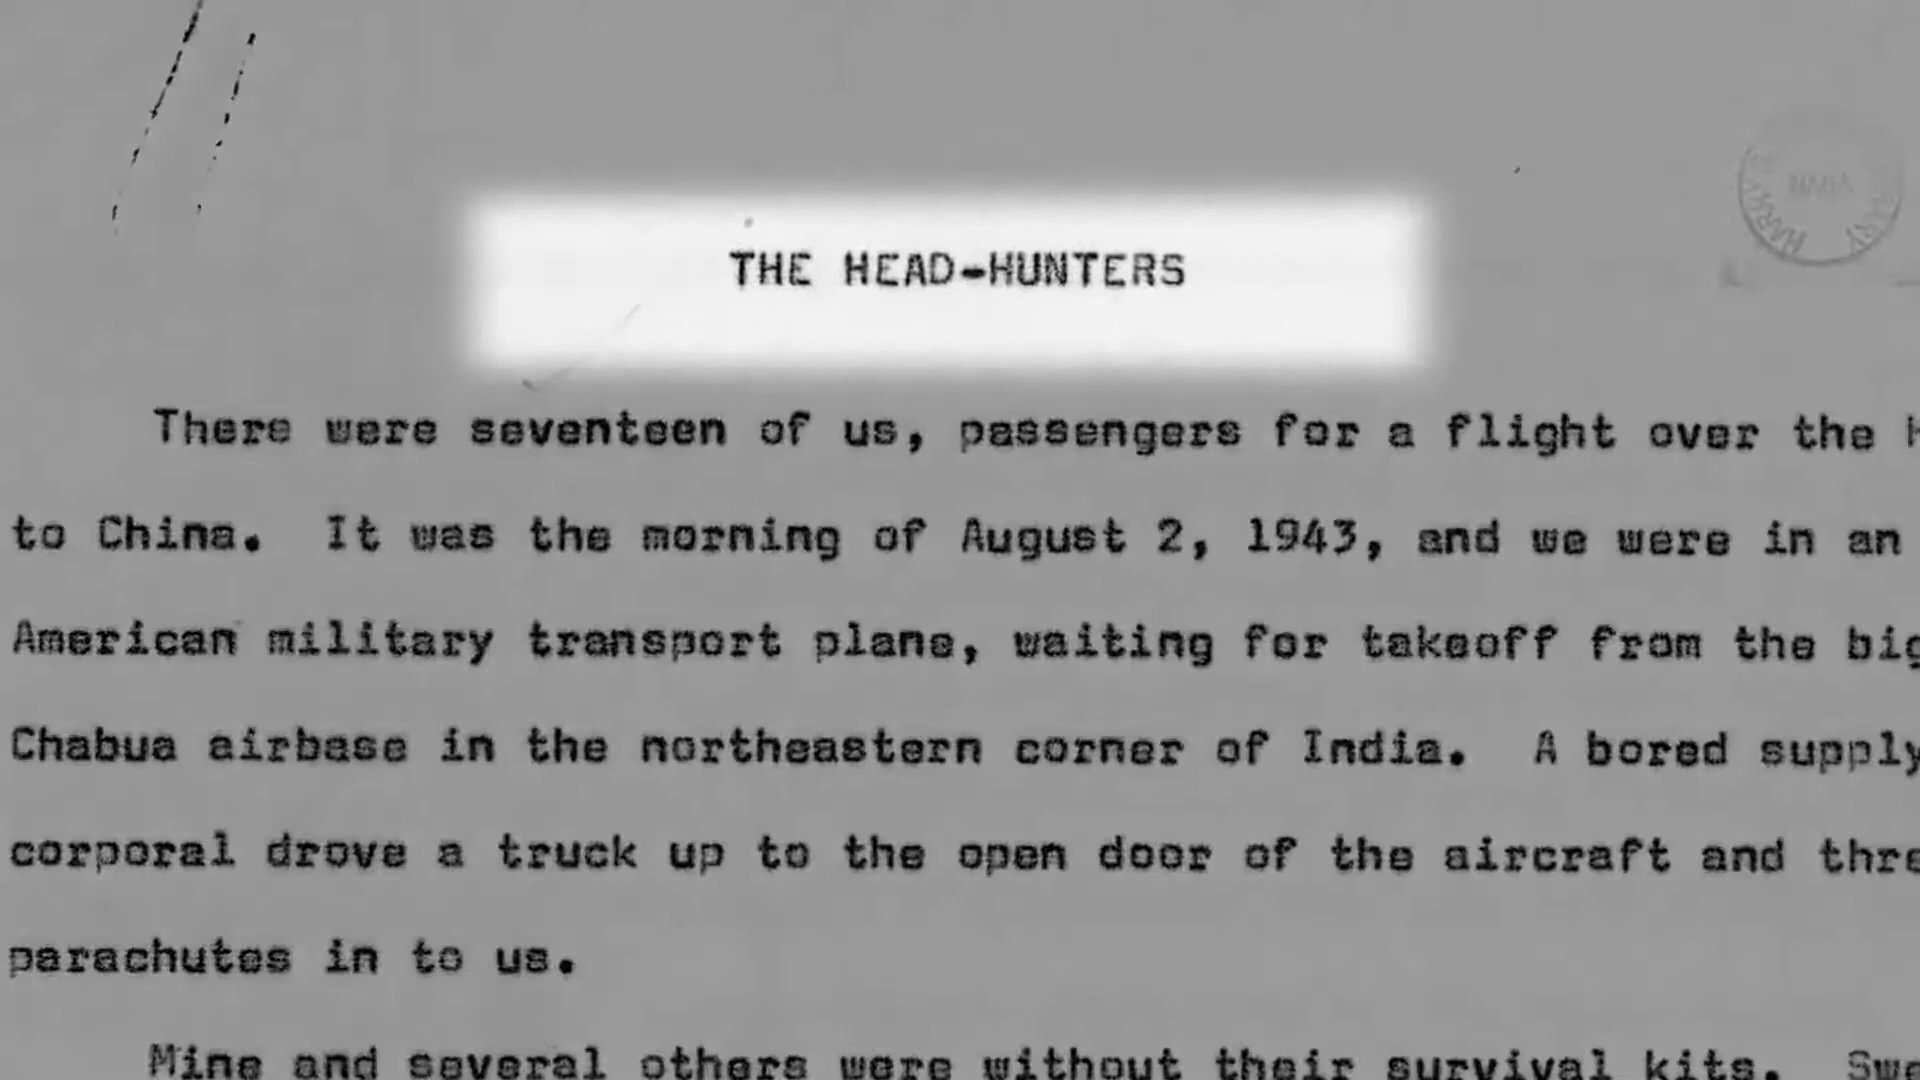 THE HEAD-HUNTERS
There were seventeen of us, passengers for a flight over the
to China. It was the morning of August 2, 1943, and we were in an
American military transport plane, waiting for takeoff from the big
Chabua airbase in the northeastern corner of India. A bored supply
corporal drove a truck up to the open door of the aircraft and
parachutes in to us.
Mine and several others were without their survival kits.